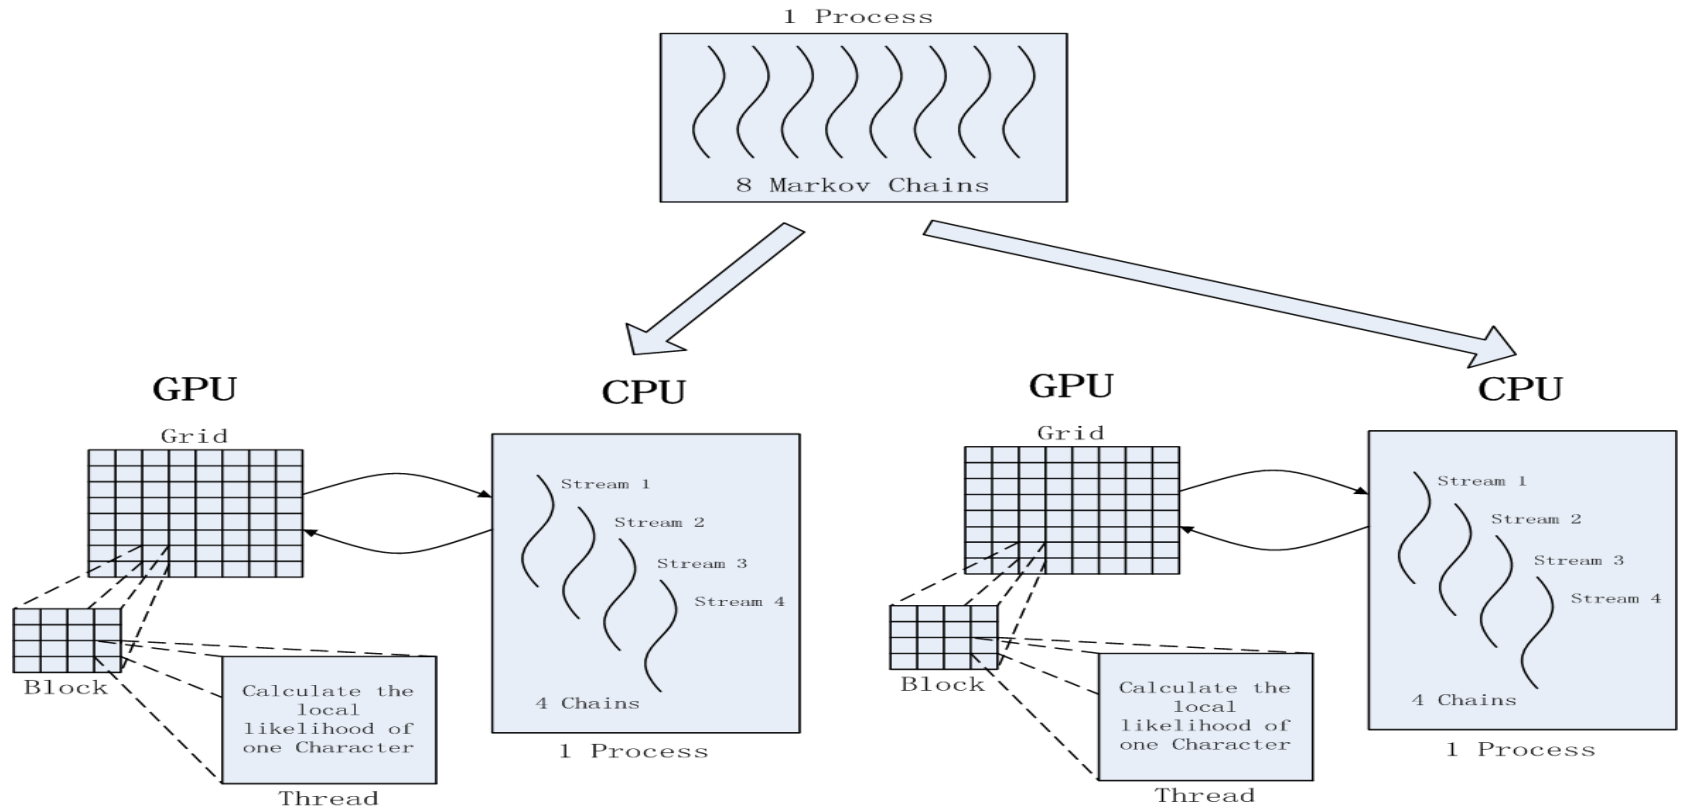 1 Process
8 Markov Chains
GPU
CPU
Grid
Stream 1
Stream 2
Stream 3
Stream 4
Block
Calculate the
local
likelihood of
one Character
4 Chains
1 Process
Thread
GPU
CPU
Grid
Stream 1
Stream 2
Stream 3
Stream 4
Block
Calculate the
local
likelihood of
one Character
4 Chains
1 Process
Thread